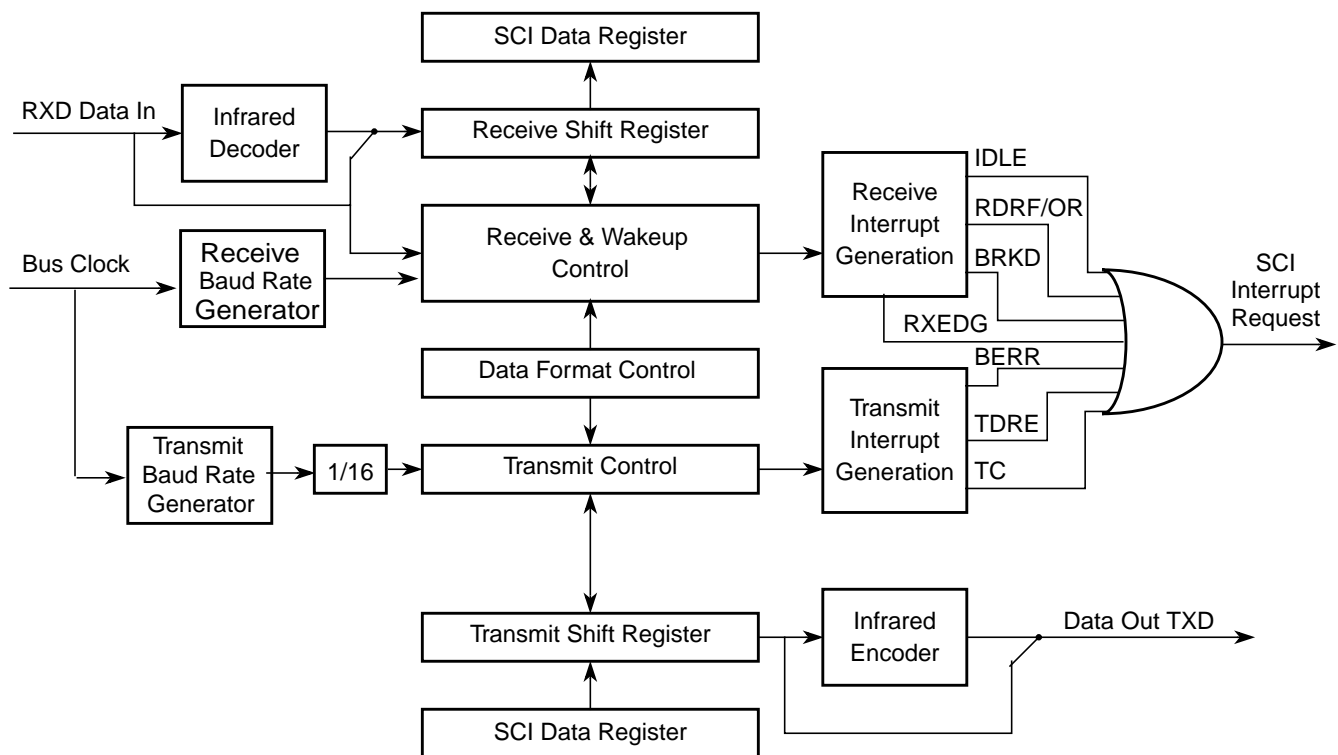 SCI Data Register
RXD Data In
Infrared
Decoder
Receive Shift Register
IDLE
Receive
Interrupt
Generation
RDRF/OR
BRKD
RXEDG
Receive & Wakeup
Control
Bus Clock
Receive
Baud Rate
Generator
SCI
Interrupt
Request
Data Format Control
BERR
Transmit
Interrupt
Generation
TDRE
TC
Transmit
Baud Rate
Generator
1/16
Transmit Control
Transmit Shift Register
Infrared
Encoder
Data Out TXD
SCI Data Register